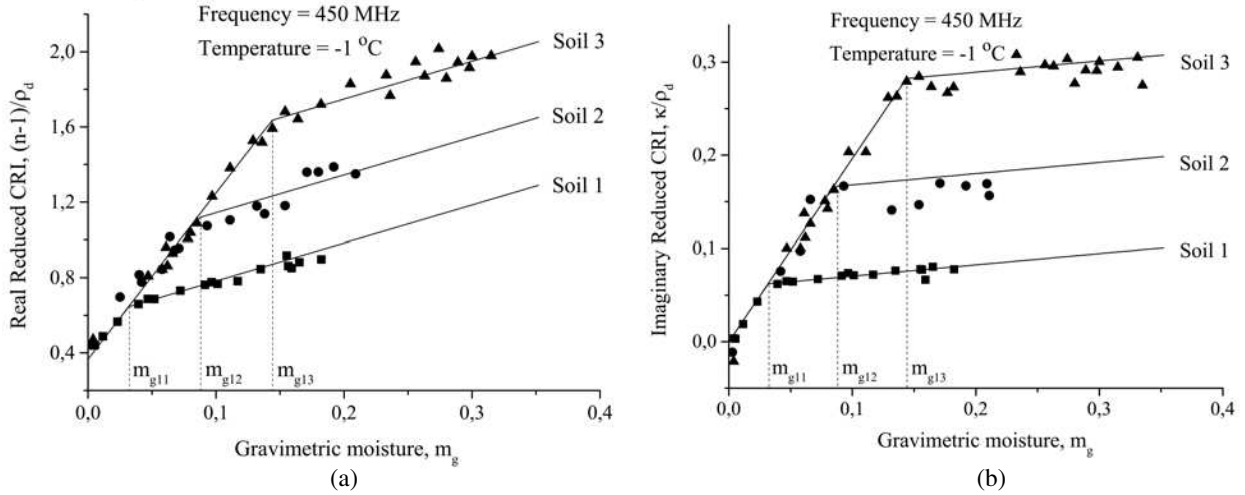 Frequency = 450 MHz
Temperature = -1 °C
Real Reduced CRI, (n-1)/ρd
2,0
1,6
1,2
0,8
0,4
Soil 3
Soil 2
Soil 1
mg11
mg12
mg13
0,0
0,1
0,2
0,3
0,4
Gravimetric moisture, mg
(a)
Frequency = 450 MHz
Temperature = -1 °C
Imaginary Reduced CRI, κ/ρd
0,3
0,2
0,1
0,0
Soil 3
Soil 2
Soil 1
mg11
mg12
mg13
0,0
0,1
0,2
0,3
0,4
Gravimetric moisture, mg
(b)